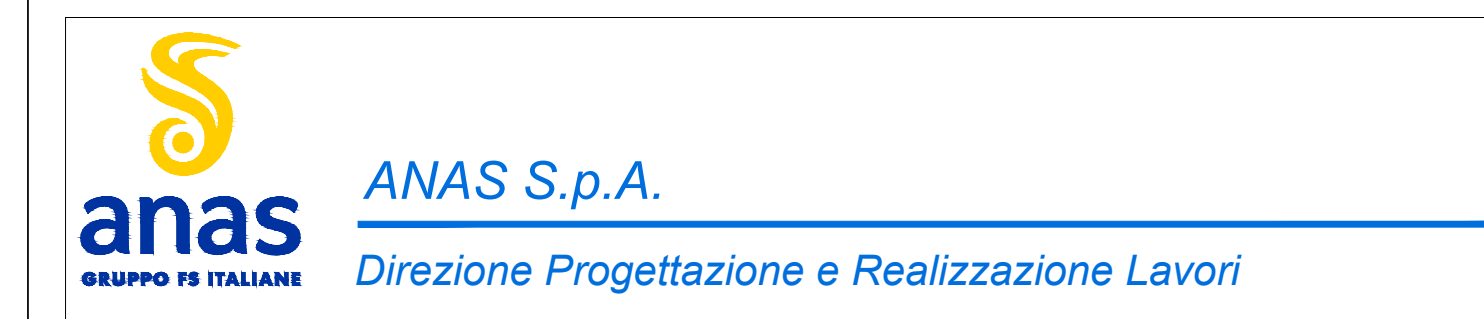 ANAS S.p.A.
anas
GRUPPO FS ITALIANE
Direzione Progettazione e Realizzazione Lavori